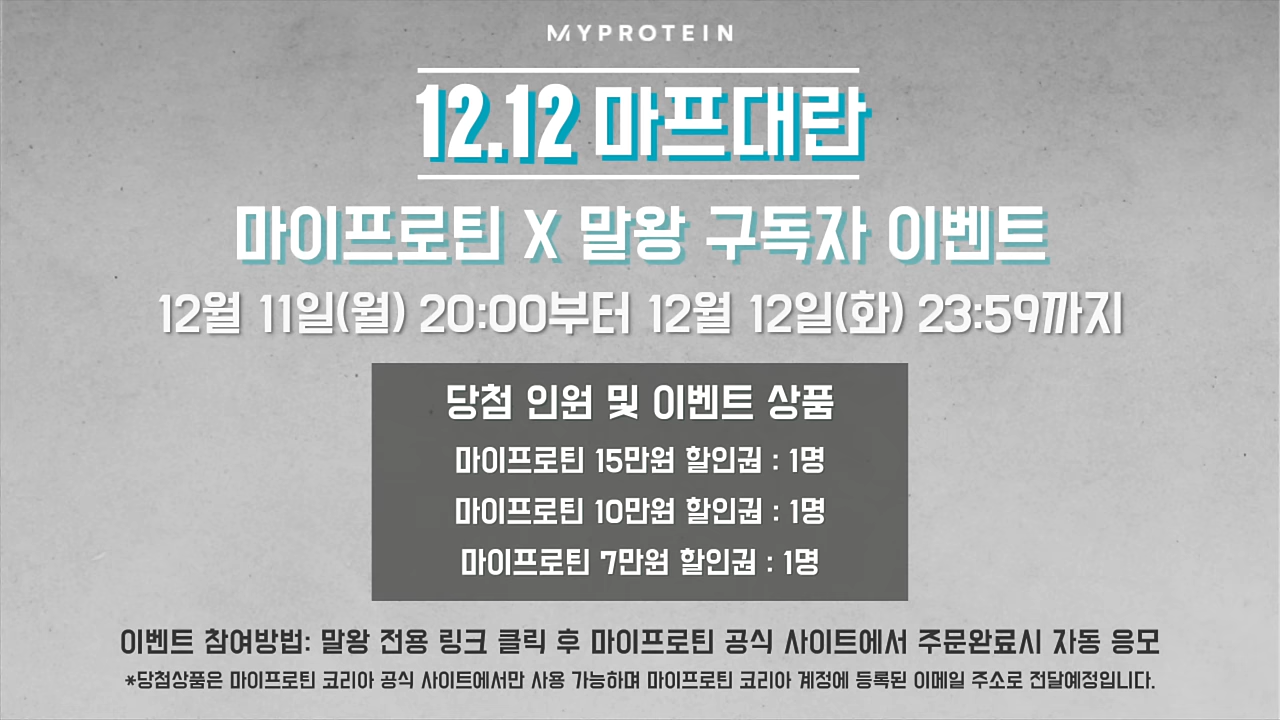 MYPROTEIN
12.12 마프대란
마이프로틴 X 말왕 구독자 이벤트
12월 11일(월) 20:00부터 12월 12일(화) 23:59까지
당첨 인원 및 이벤트 상품
마이프로틴 15만원 할인권 : 1명
마이프로틴 10만원 할인권 : 1명
마이프로틴 7만원 할인권 : 1명
이벤트 참여방법: 말왕 전용 링크 클릭 후 마이프로틴 공식 사이트에서 주문완료시 자동 응모
*당첨상품은 마이프로틴 코리아 공식 사이트에서만 사용 가능하며 마이프로틴 코리아 계정에 등록된 이메일 주소로 전달예정입니다.